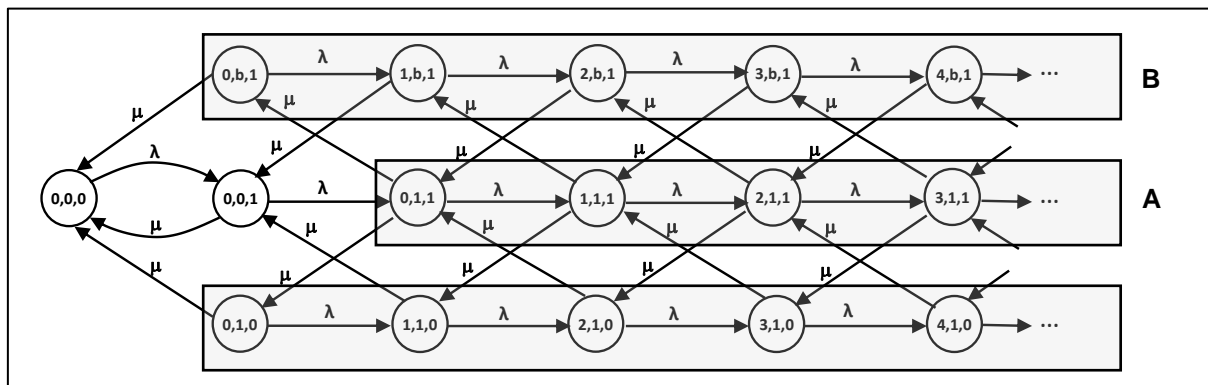 0,b,1 λ 1,b,1 λ 2,b,1 λ 3,b,1 λ 4,b,1 ... B
μ μ μ μ μ
μ λ μ μ μ μ
0,0,0 0,0,1 λ 0,1,1 λ 1,1,1 λ 2,1,1 λ 3,1,1 ... A
μ μ μ μ
μ μ μ μ μ
0,1,0 λ 1,1,0 λ 2,1,0 λ 3,1,0 λ 4,1,0 ...